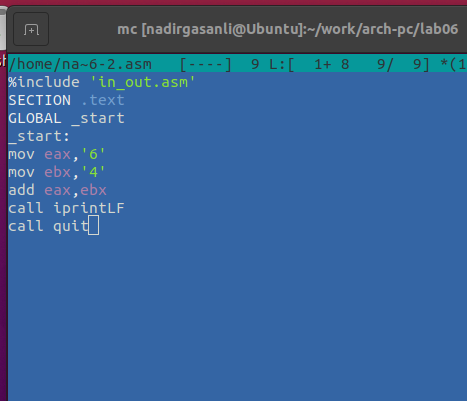 mc [nadirgasanli@Ubuntu]:~/work/arch-pc/lab06
/home/na~6-2.asm   [----]  9 L:[  1+ 8   9/  9] *(1
%include 'in_out.asm'
SECTION .text
GLOBAL _start
_start:
mov eax,'6'
mov ebx,'4'
add eax,ebx
call iprintLF
call quit